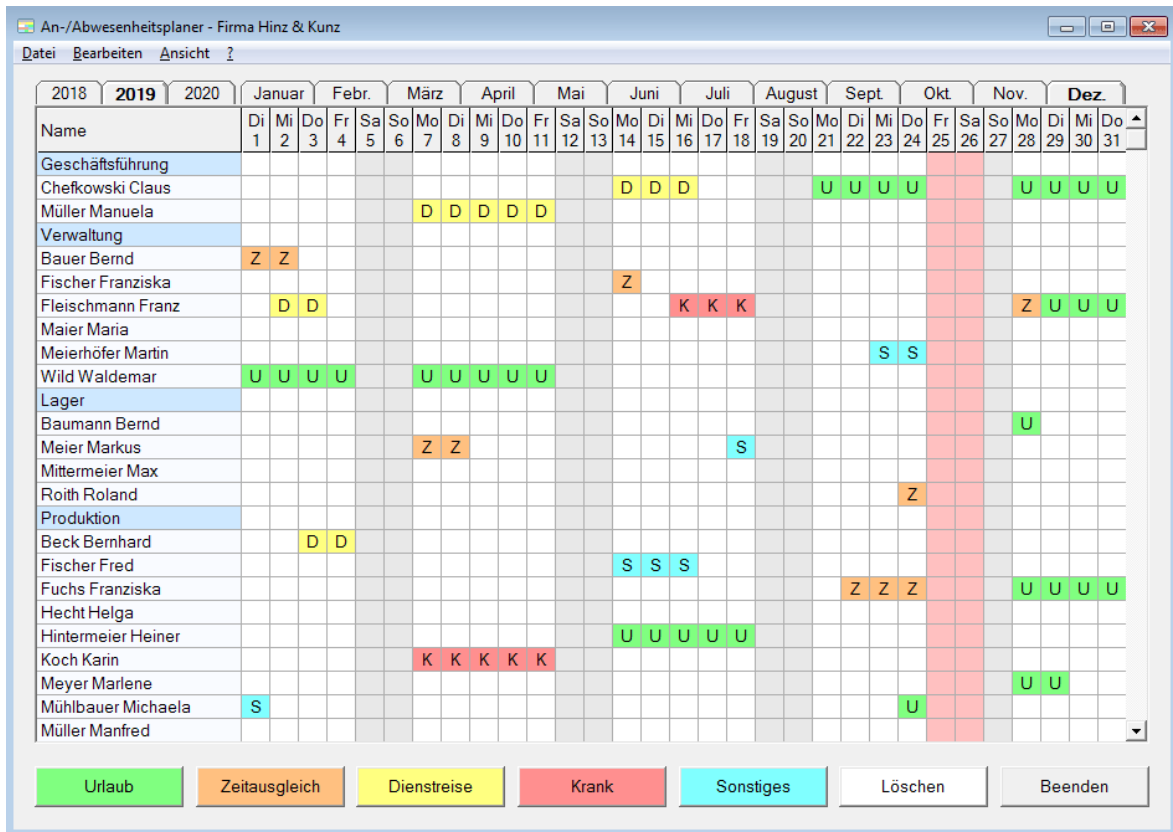 An-/Abwesenheitsplaner - Firma Hinz & Kunz
Datei Bearbeiten Ansicht ?
2018 2019 2020 Januar Febr. März April Mai Juni Juli August Sept. Okt. Nov. Dez.
Name Di Mi Do Fr Sa So Mo Di Mi Do Fr Sa So Mo Di Mi Do Fr Sa So Mo Di Mi Do Fr Sa So Mo Di Mi Do
1 2 3 4 5 6 7 8 9 10 11 12 13 14 15 16 17 18 19 20 21 22 23 24 25 26 27 28 29 30 31
Geschäftsführung
Chefkowski Claus D D D U U U U U U U U
Müller Manuela D D D D D
Verwaltung
Bauer Bernd Z Z
Fischer Franziska Z
Fleischmann Franz D D K K K Z U U U
Maier Maria
Meierhöfer Martin S S
Wild Waldemar U U U U U U U U U
Lager
Baumann Bernd U
Meier Markus Z Z S
Mittermeier Max
Roith Roland Z
Produktion
Beck Bernhard D D
Fischer Fred S S S
Fuchs Franziska Z Z Z U U U U
Hecht Helga
Hintermeier Heiner U U U U U
Koch Karin K K K K K
Meyer Marlene U U
Mühlbauer Michaela S U
Müller Manfred
Urlaub Zeitausgleich Dienstreise Krank Sonstiges Löschen Beenden